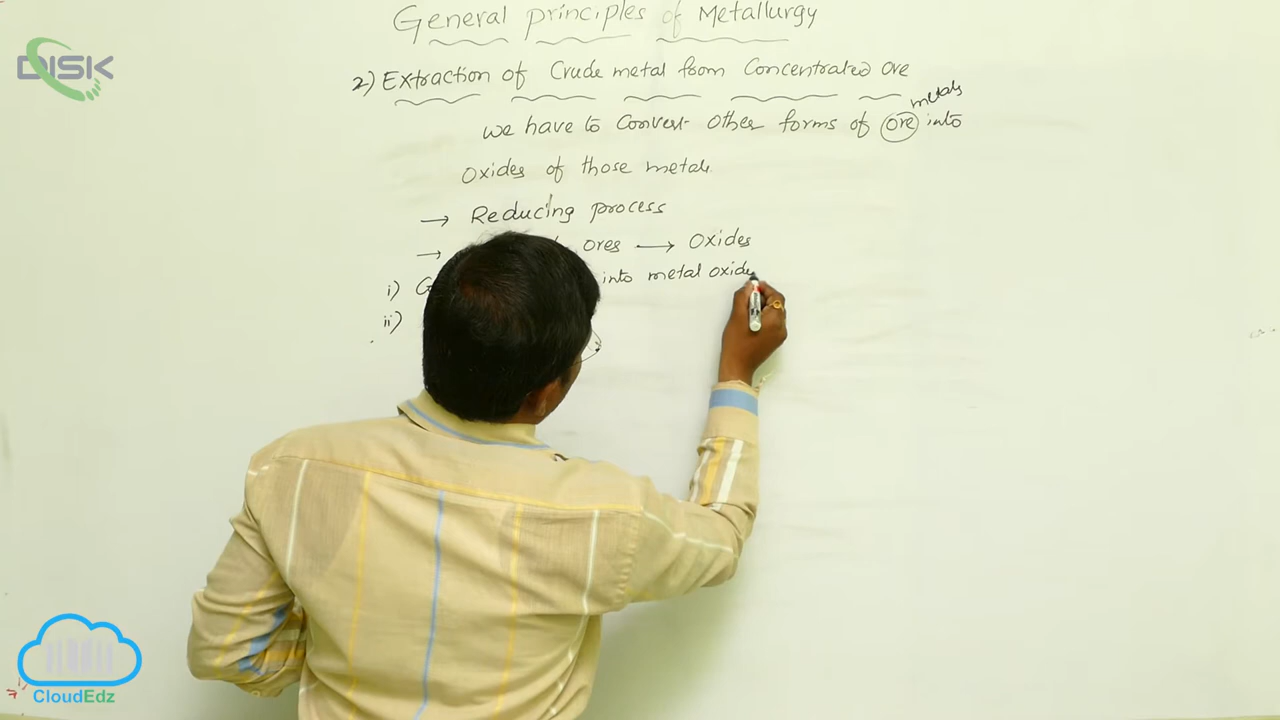 DISK
General principles of Metallurgy
2) Extraction of Crude metal from Concentrated ore
metals
we have to Convert Other forms of ore into
Oxides of those metals
→ Reducing process
→ ores → Oxides
i) into metal oxide
ii)
CloudEdz